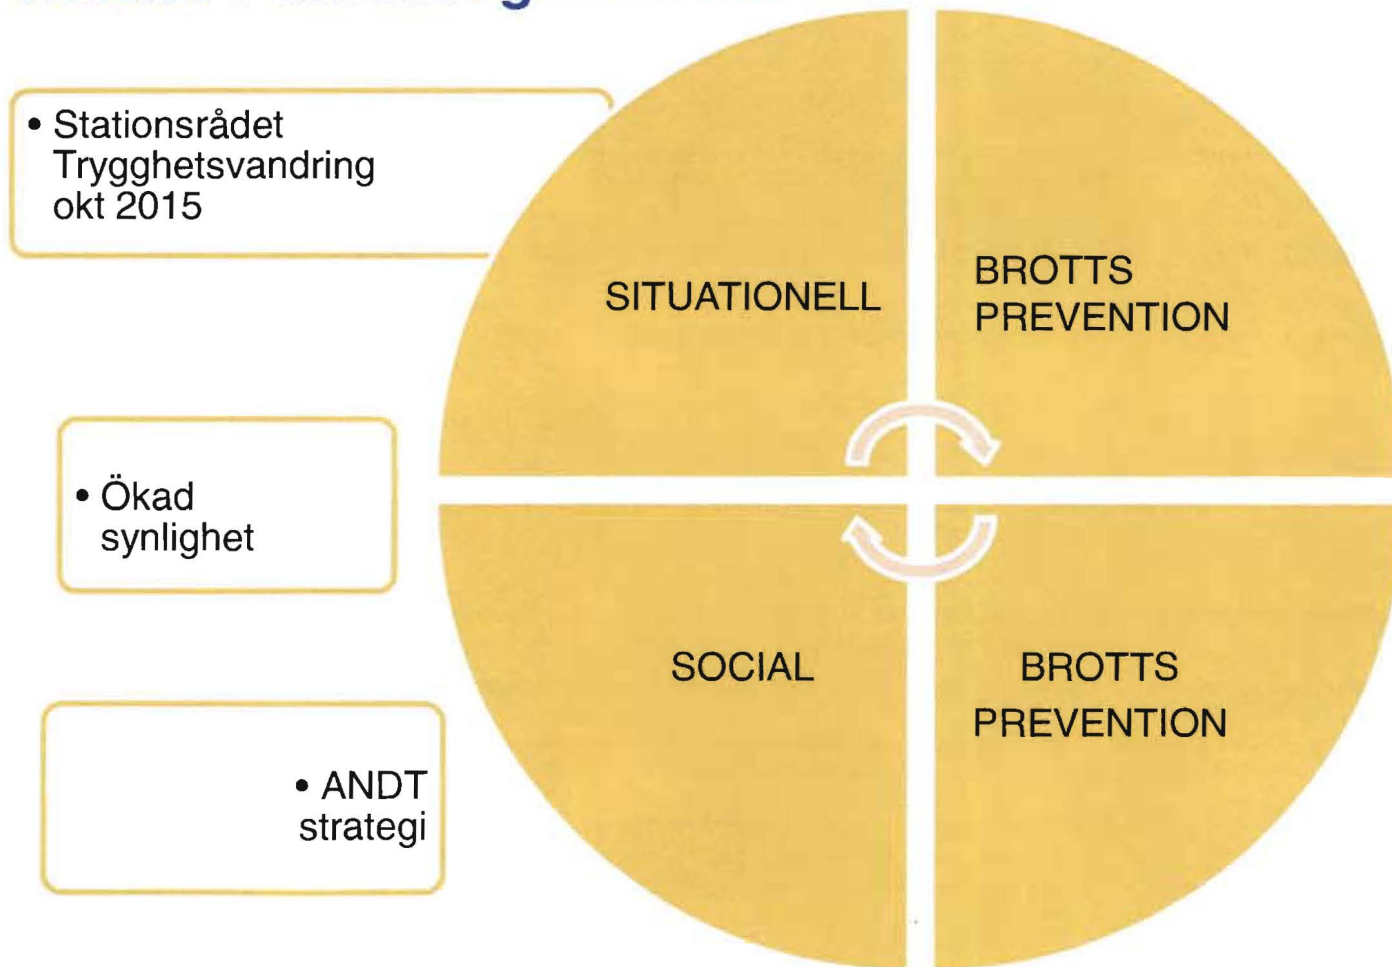 • Stationsrådet
Trygghetsvandring
okt 2015
SITUATIONELL
BROTTS
PREVENTION
• Ökad
synlighet
SOCIAL
BROTTS
PREVENTION
• ANDT
strategi